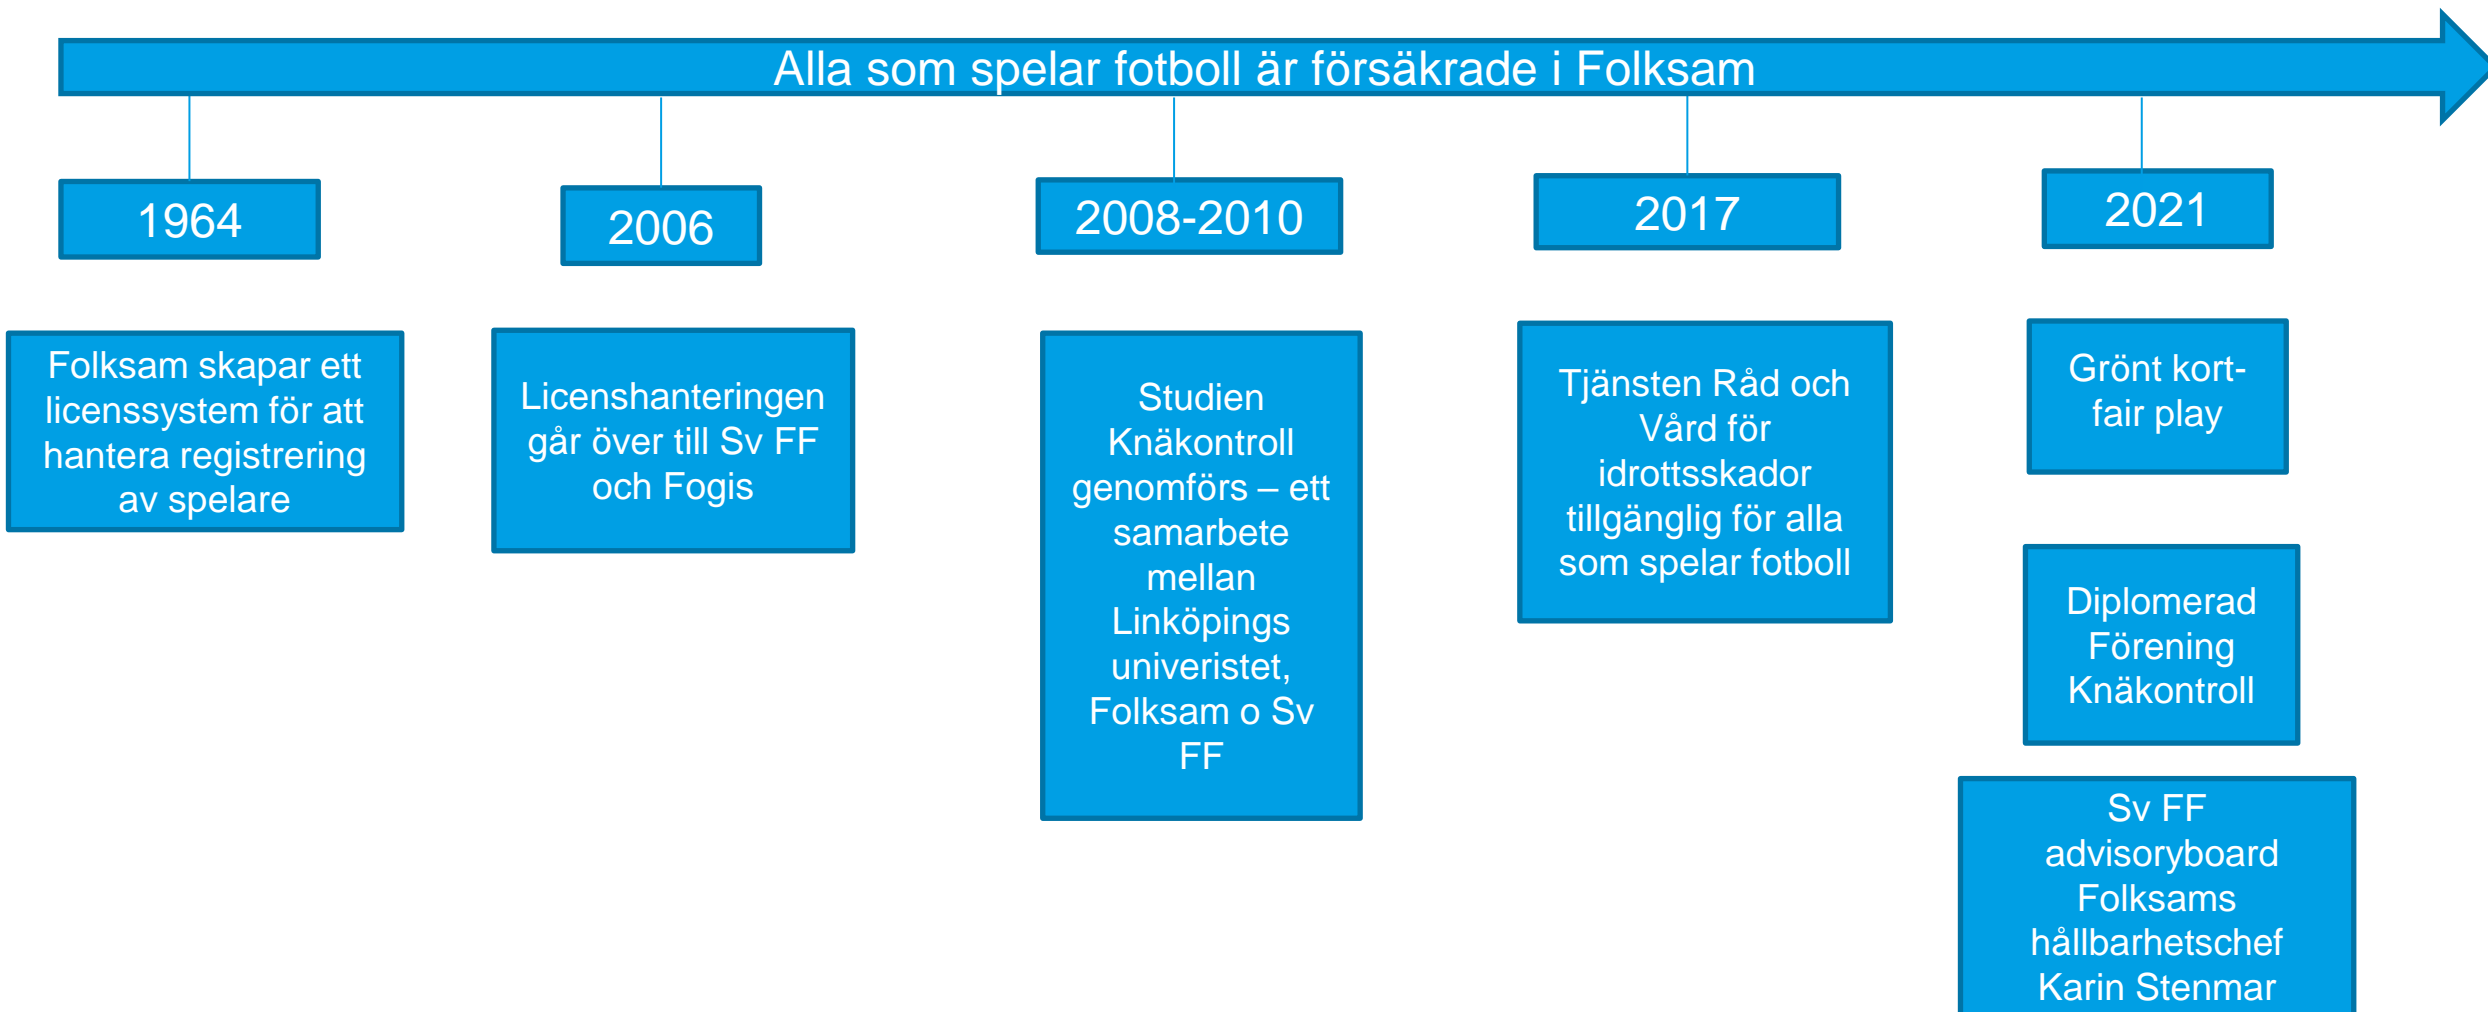 Alla som spelar fotboll är försäkrade i Folksam
1964
Folksam skapar ett
licenssystem för att
hantera registrering
av spelare
2006
Licenshanteringen
går över till Sv FF
och Fogis
2008-2010
Studien
Knäkontroll
genomförs – ett
samarbete
mellan
Linköpings
univeristet,
Folksam o Sv
FF
2017
Tjänsten Råd och
Vård för
idrottsskador
tillgänglig för alla
som spelar fotboll
2021
Grönt kort-
fair play
Diplomerad
Förening
Knäkontroll
Sv FF
advisoryboard
Folksams
hållbarhetschef
Karin Stenmar